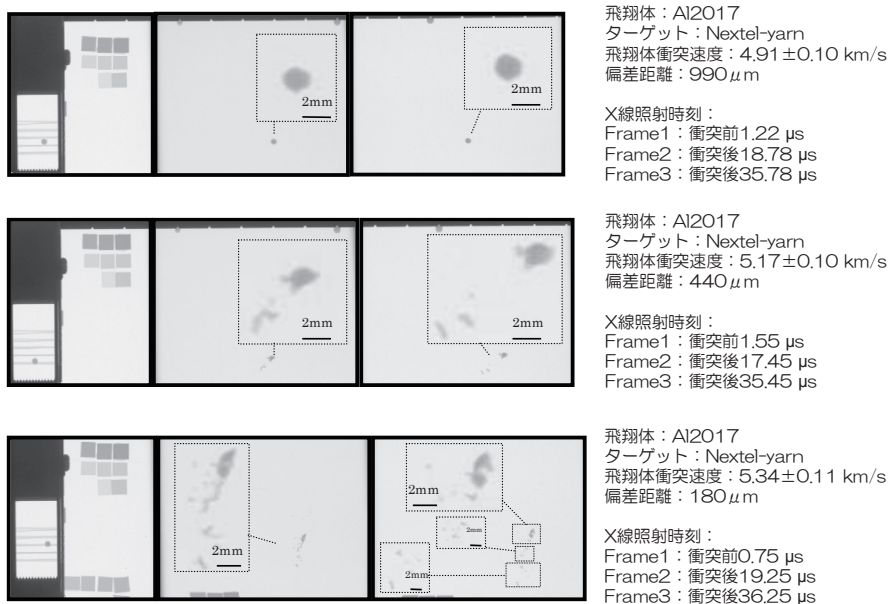 2mm
2mm
飛翔体：Al2017
ターゲット：Nextel-yarn
飛翔体衝突速度：4.91±0.10 km/s
偏差距離：990μm
X線照射時刻：
Frame1：衝突前1.22 μs
Frame2：衝突後18.78 μs
Frame3：衝突後35.78 μs
2mm
2mm
飛翔体：Al2017
ターゲット：Nextel-yarn
飛翔体衝突速度：5.17±0.10 km/s
偏差距離：440μm
X線照射時刻：
Frame1：衝突前1.55 μs
Frame2：衝突後17.45 μs
Frame3：衝突後35.45 μs
2mm
2mm
2mm
2mm
飛翔体：Al2017
ターゲット：Nextel-yarn
飛翔体衝突速度：5.34±0.11 km/s
偏差距離：180μm
X線照射時刻：
Frame1：衝突前0.75 μs
Frame2：衝突後19.25 μs
Frame3：衝突後36.25 μs